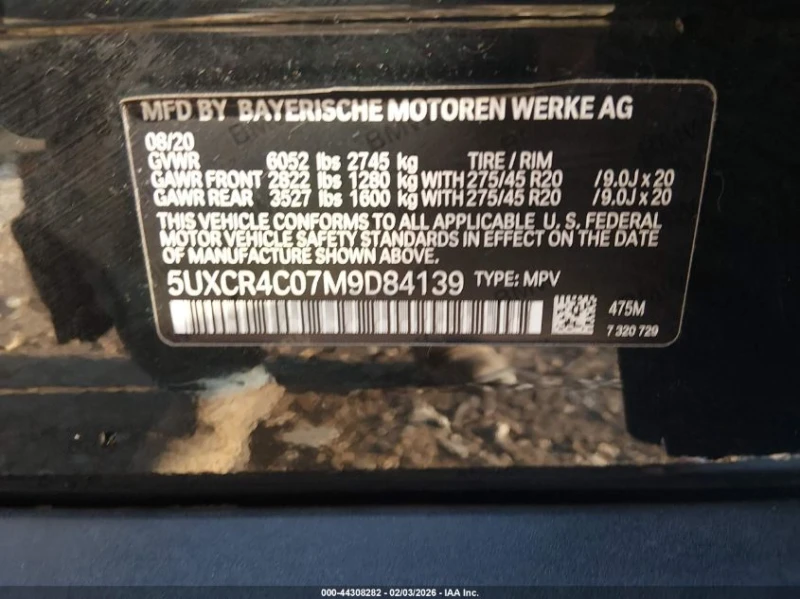 MFD BY BAYERISCHE MOTOREN WERKE AG
08/20
GVWR 6052 lbs 2745 kg TIRE / RIM
GAWR FRONT 2822 lbs 1280 kg WITH 275/45 R20 /9.0J x 20
GAWR REAR 3527 lbs 1600 kg WITH 275/45 R20 /9.0J x 20
THIS VEHICLE CONFORMS TO ALL APPLICABLE U. S. FEDERAL
MOTOR VEHICLE SAFETY STANDARDS IN EFFECT ON THE DATE
OF MANUFACTURE SHOWN ABOVE.
5UXCR4C07M9D84139 TYPE: MPV
475M
7 320 729
000-44308282 - 02/03/2026 - IAA Inc.